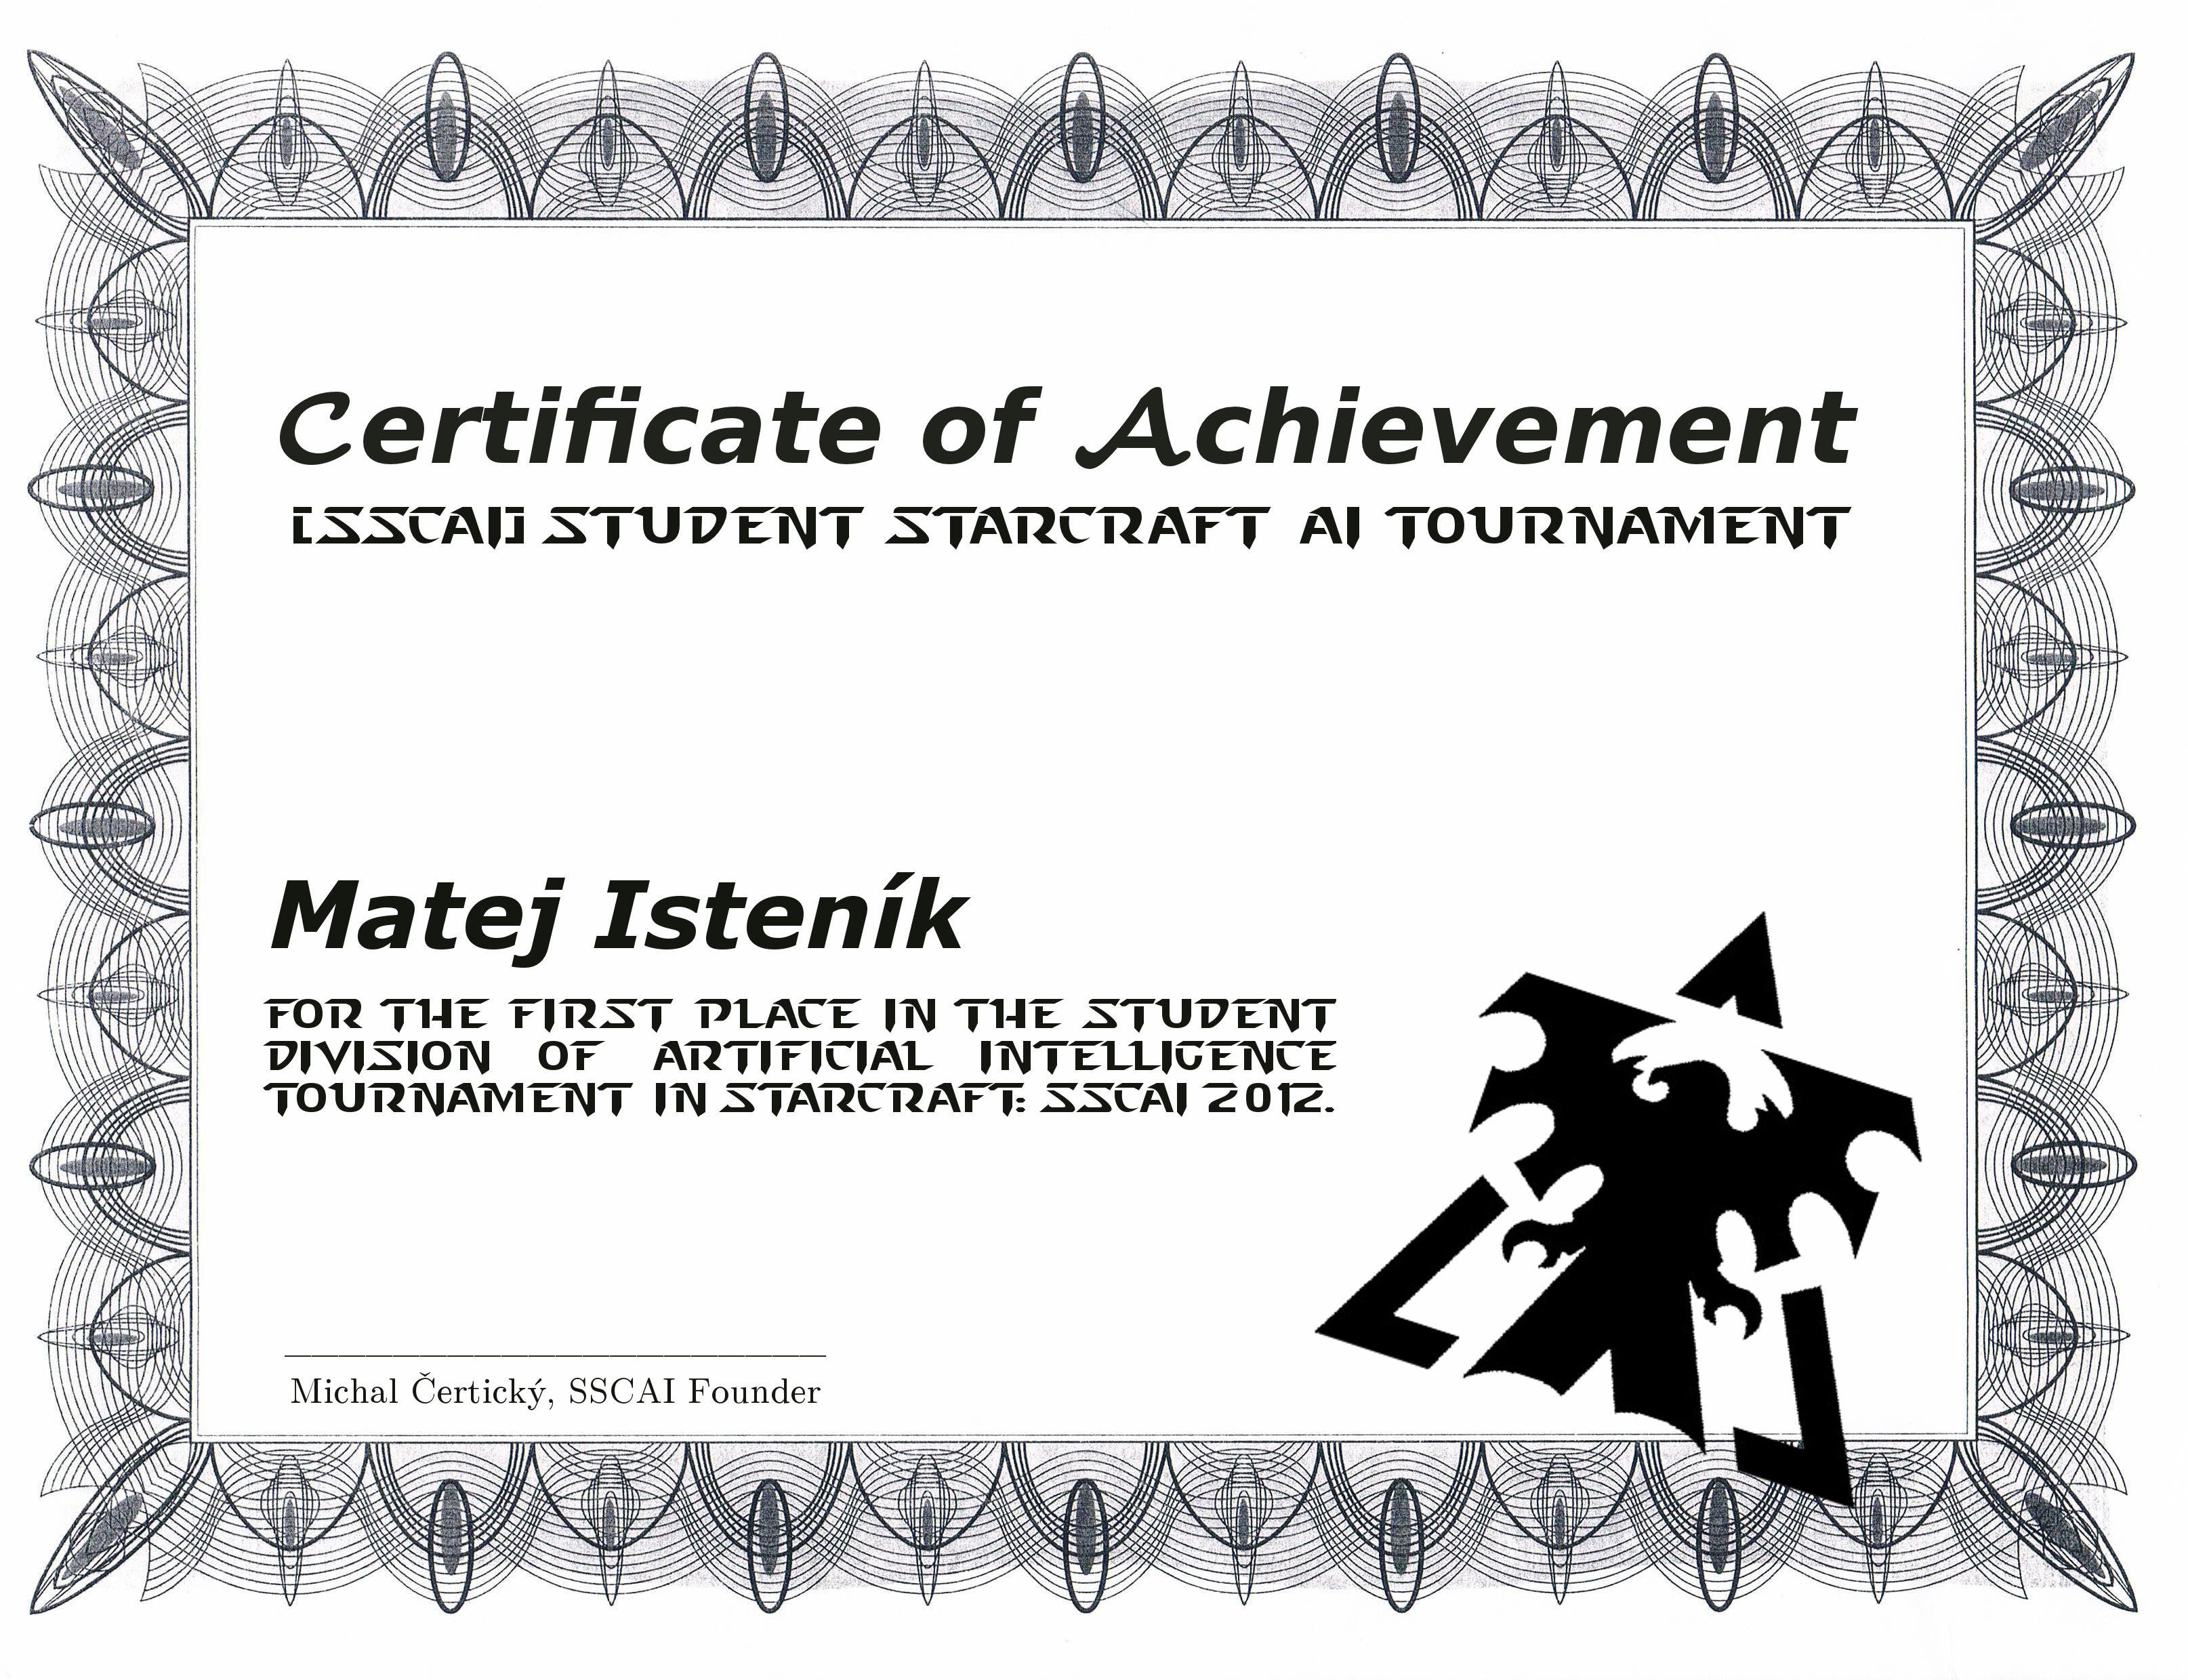 Certificate of Achievement
[SSCAI] STUDENT STARCRAFT AI TOURNAMENT
Matej Isteník
FOR THE FIRST PLACE IN THE STUDENT
DIVISION OF ARTIFICIAL INTELLIGENCE
TOURNAMENT IN STARCRAFT: SSCAI 2012.
Michal Čertický, SSCAI Founder